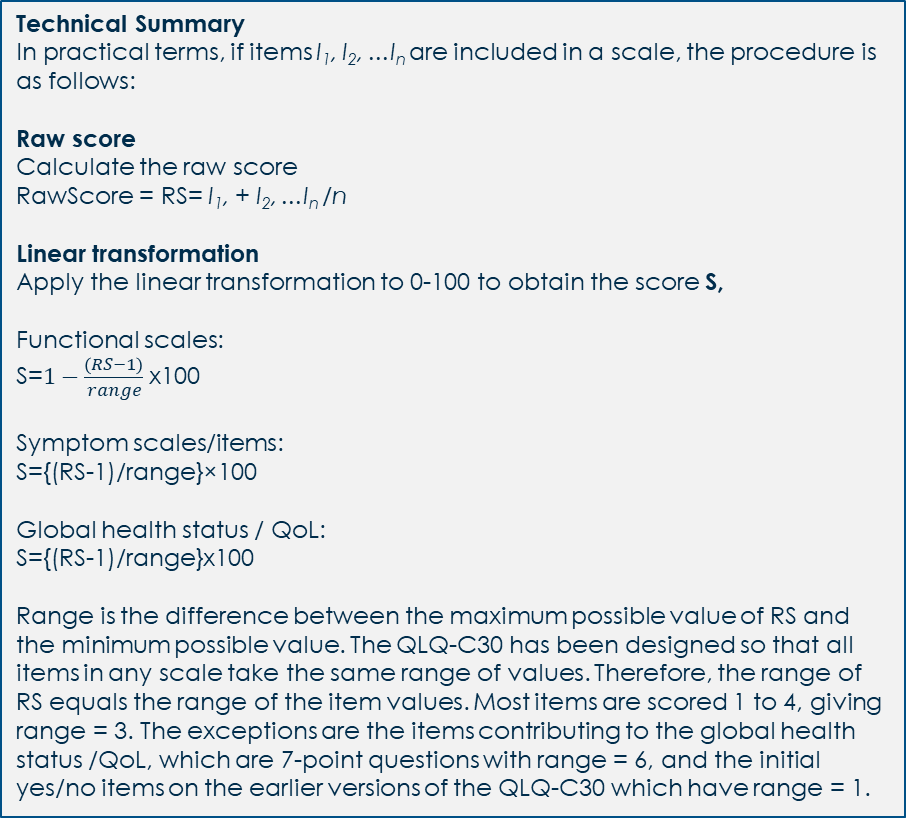 Technical Summary
In practical terms, if items I₁, I₂, ...Iₙ are included in a scale, the procedure is
as follows:
Raw score
Calculate the raw score
RawScore = RS= I₁, + I₂, ...Iₙ /n
Linear transformation
Apply the linear transformation to 0-100 to obtain the score S,
Functional scales:
S=1 − (RS−1)/range x100
Symptom scales/items:
S={(RS-1)/range}×100
Global health status / QoL:
S={(RS-1)/range}x100
Range is the difference between the maximum possible value of RS and
the minimum possible value. The QLQ-C30 has been designed so that all
items in any scale take the same range of values. Therefore, the range of
RS equals the range of the item values. Most items are scored 1 to 4, giving
range = 3. The exceptions are the items contributing to the global health
status /QoL, which are 7-point questions with range = 6, and the initial
yes/no items on the earlier versions of the QLQ-C30 which have range = 1.